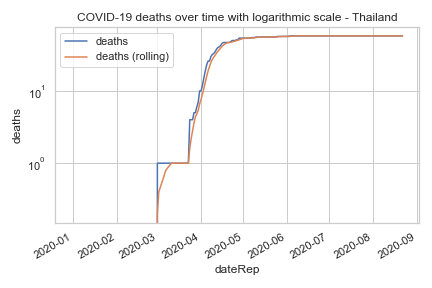 COVID-19 deaths over time with logarithmic scale - Thailand
deaths
deaths (rolling)
deaths
10¹
10⁰
2020-01
2020-02
2020-03
2020-04
2020-05
2020-06
2020-07
2020-08
2020-09
dateRep